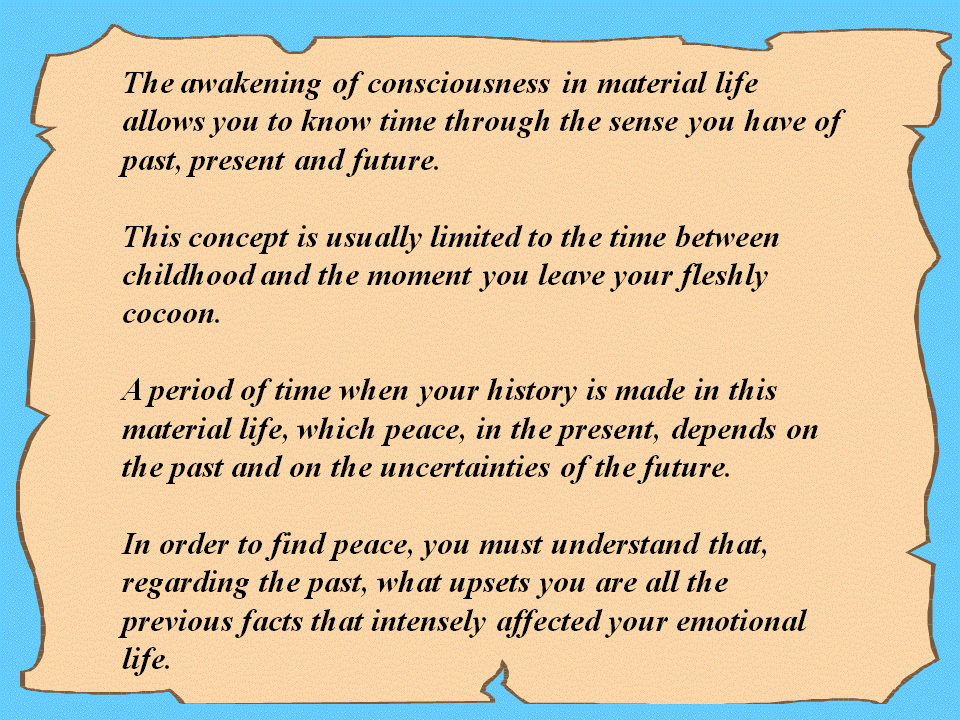 The awakening of consciousness in material life
allows you to know time through the sense you have of
past, present and future.
This concept is usually limited to the time between
childhood and the moment you leave your fleshly
cocoon.
A period of time when your history is made in this
material life, which peace, in the present, depends on
the past and on the uncertainties of the future.
In order to find peace, you must understand that,
regarding the past, what upsets you are all the
previous facts that intensely affected your emotional
life.